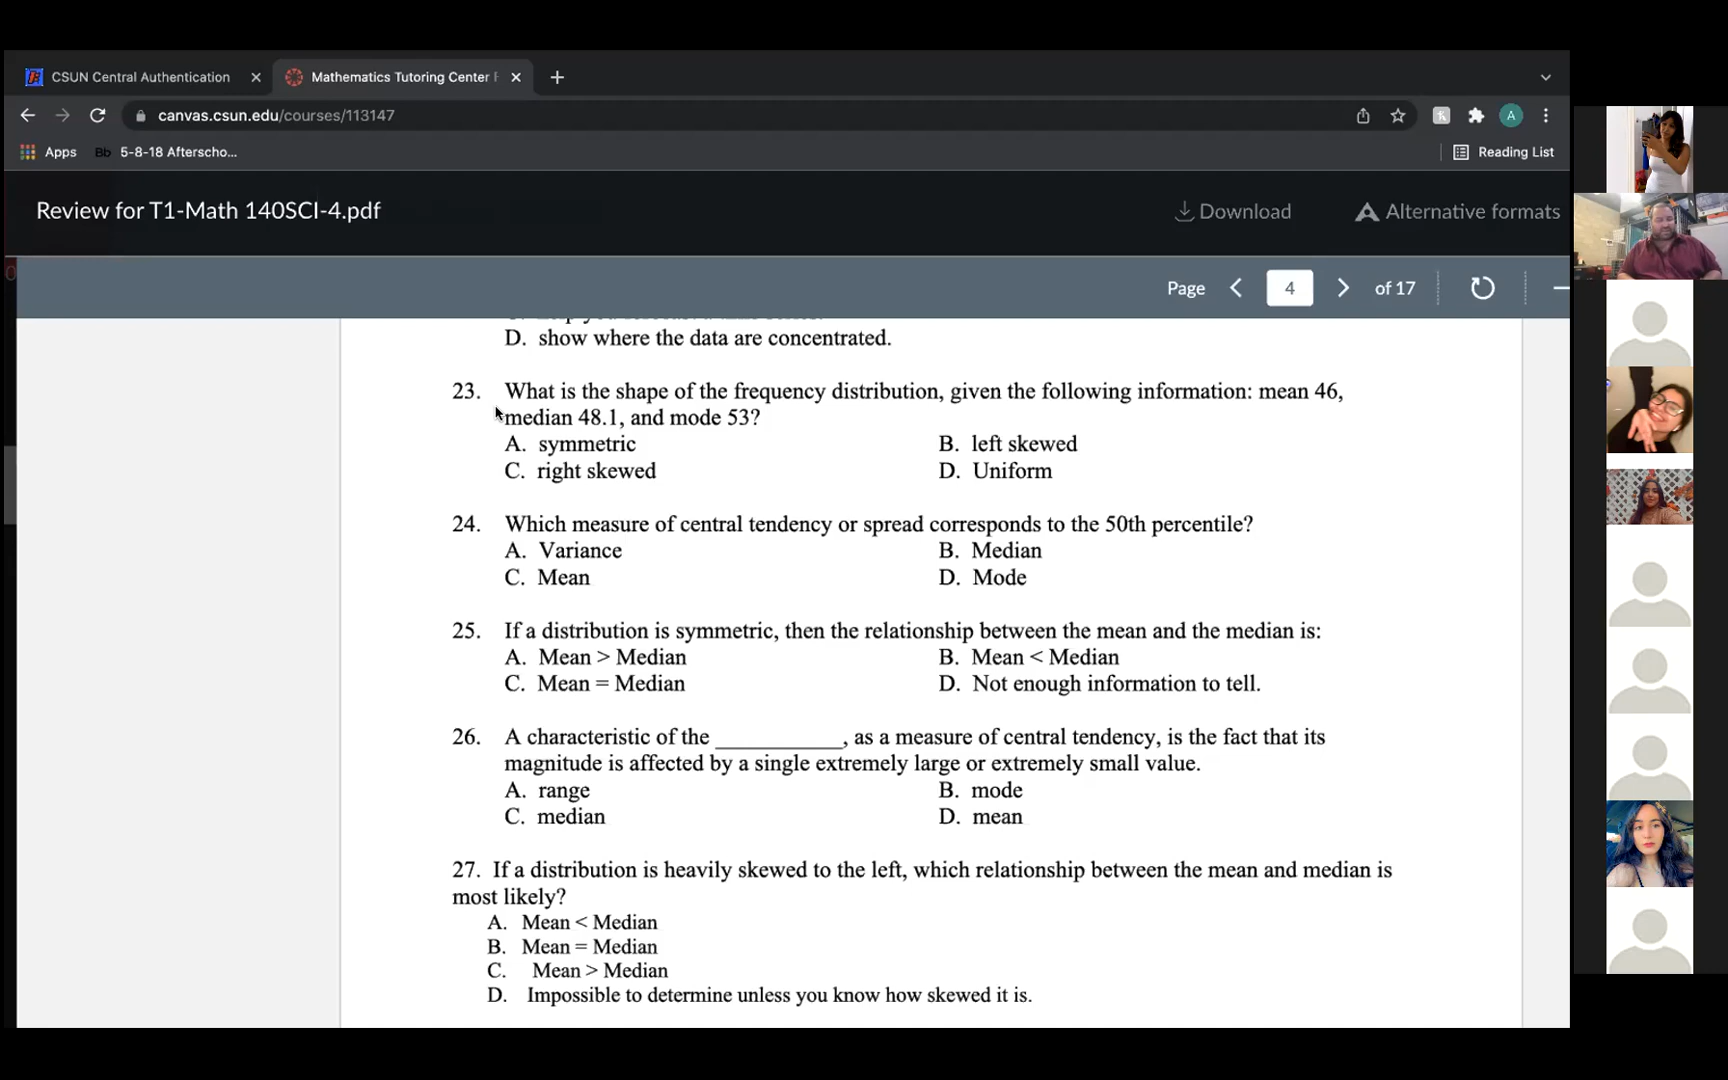 CSUN Central Authentication
Mathematics Tutoring Center
canvas.csun.edu/courses/113147
A
Apps
Bb 5-8-18 Afterscho...
Reading List
Review for T1-Math 140SCI-4.pdf
Download
Alternative formats
Page
4
of 17
D. show where the data are concentrated.
23. What is the shape of the frequency distribution, given the following information: mean 46,
median 48.1, and mode 53?
A. symmetric B. left skewed
C. right skewed D. Uniform
24. Which measure of central tendency or spread corresponds to the 50th percentile?
A. Variance B. Median
C. Mean D. Mode
25. If a distribution is symmetric, then the relationship between the mean and the median is:
A. Mean > Median B. Mean < Median
C. Mean = Median D. Not enough information to tell.
26. A characteristic of the ____________, as a measure of central tendency, is the fact that its
magnitude is affected by a single extremely large or extremely small value.
A. range B. mode
C. median D. mean
27. If a distribution is heavily skewed to the left, which relationship between the mean and median is
most likely?
A. Mean < Median
B. Mean = Median
C. Mean > Median
D. Impossible to determine unless you know how skewed it is.